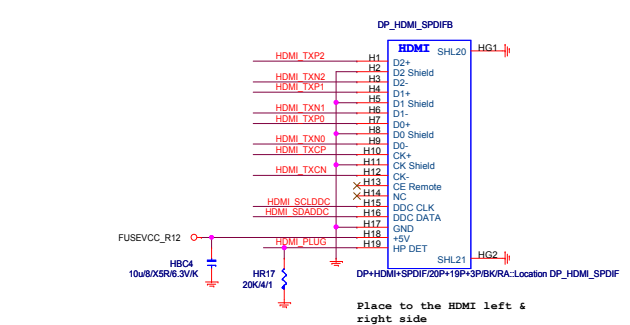 DP_HDMI_SPDIFB
HDMI
SHL20 HG1
HDMI_TXP2 H1 D2+
H2 D2 Shield
HDMI_TXN2 H3 D2-
HDMI_TXP1 H4 D1+
H5 D1 Shield
HDMI_TXN1 H6 D1-
HDMI_TXP0 H7 D0+
H8 D0 Shield
HDMI_TXN0 H9 D0-
HDMI_TXCP H10 CK+
H11 CK Shield
HDMI_TXCN H12 CK-
H13 CE Remote
H14 NC
HDMI_SCLDDC H15 DDC CLK
HDMI_SDADDC H16 DDC DATA
H17 GND
FUSEVCC_R12 H18 +5V
HDMI_PLUG H19 HP DET
SHL21 HG2
HBC4
10u/8/X5R/6.3V/K
HR17
20K/4/1
DP+HDMI+SPDIF/20P+19P+3P/BK/RA::Location DP_HDMI_SPDIF
Place to the HDMI left &
right side